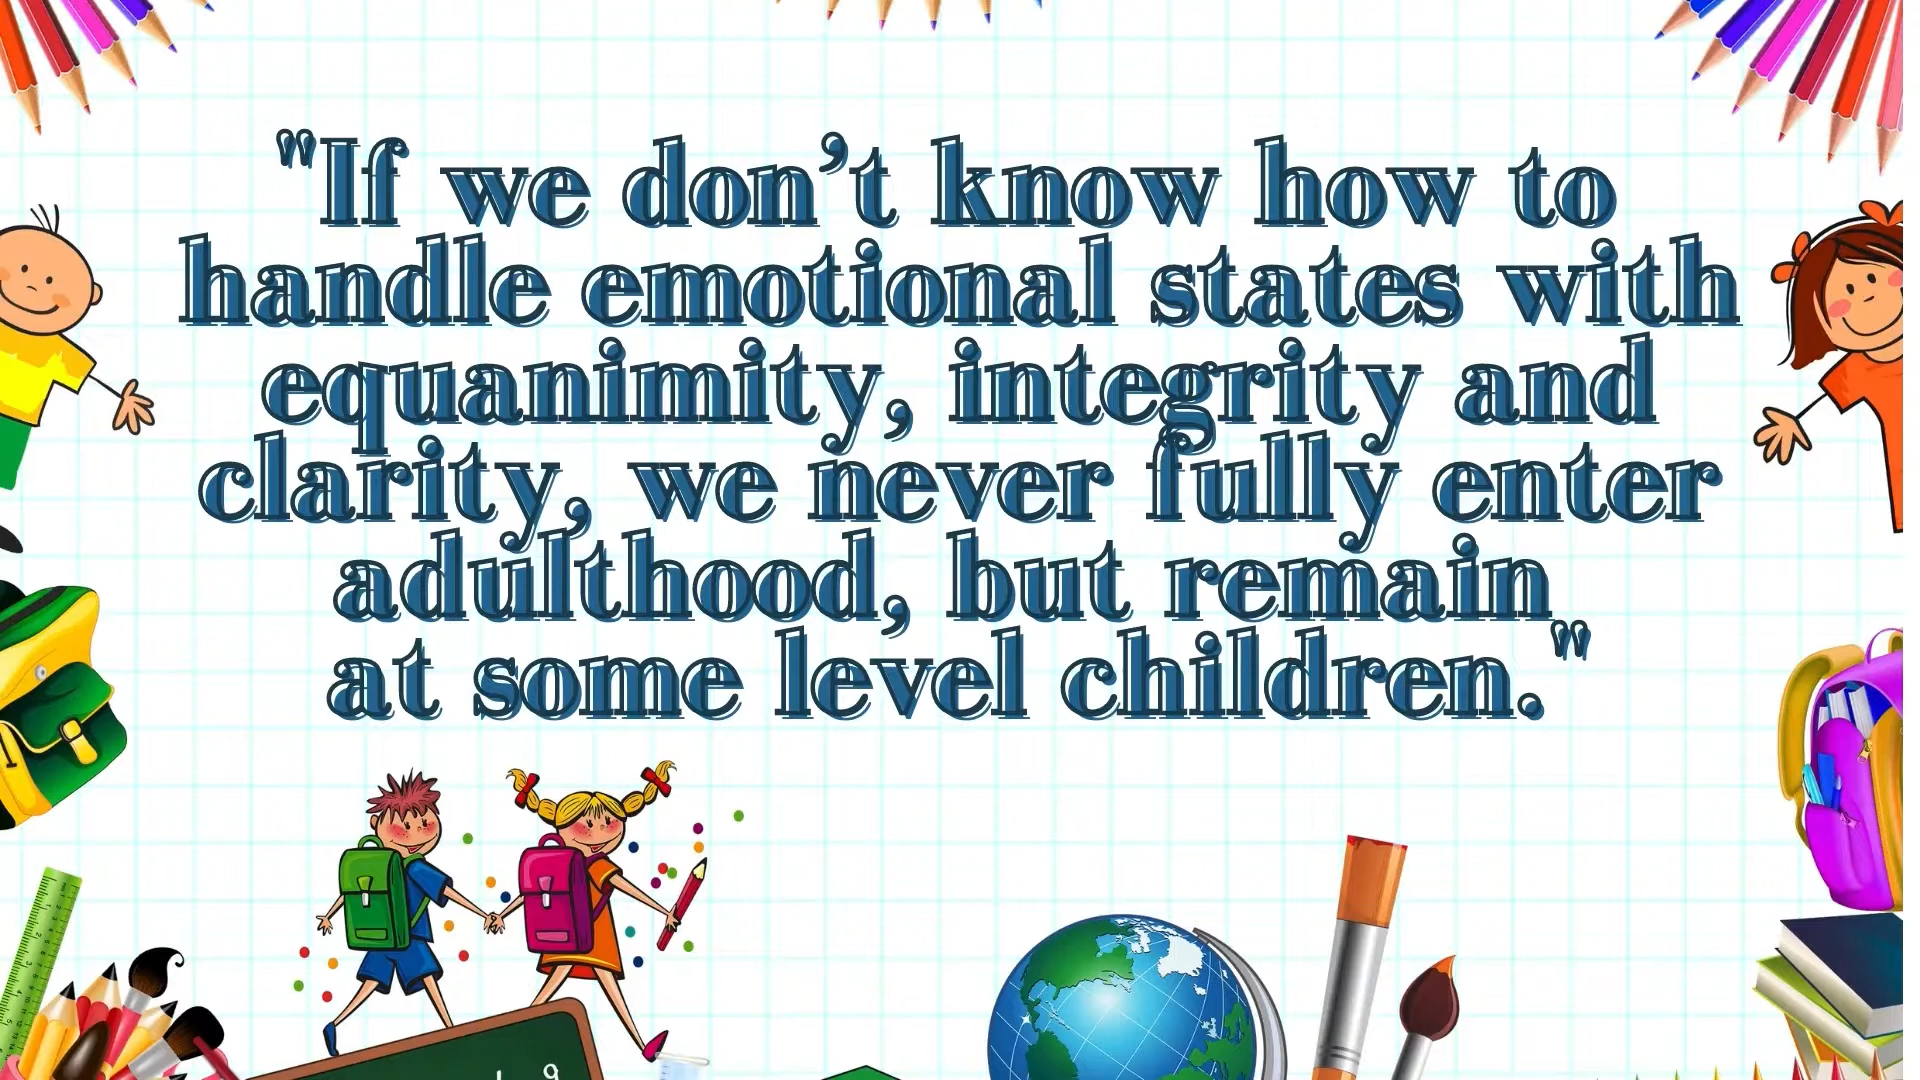 "If we don’t know how to
handle emotional states with
equanimity, integrity and
clarity, we never fully enter
adulthood, but remain
at some level children."